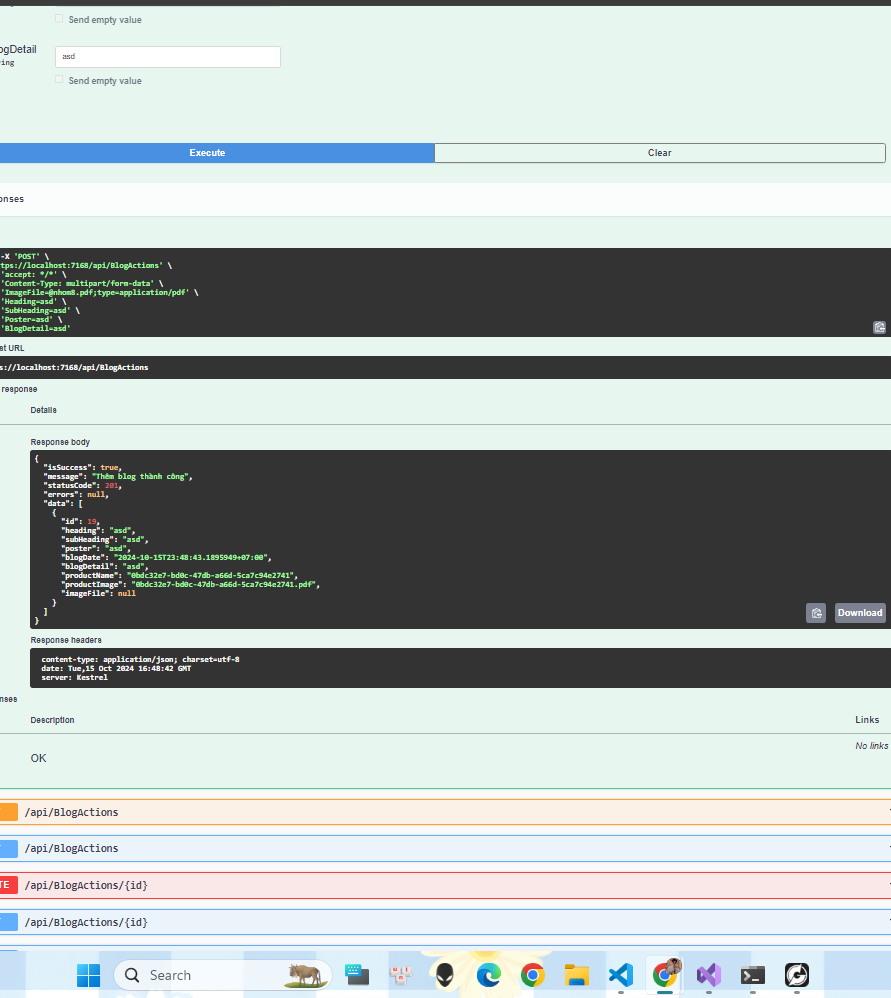 Send empty value
ogDetail
asd
ing
Send empty value
Execute
Clear
onses
-X 'POST' \
tps://localhost:7168/api/BlogActions' \
'accept: */*' \
'Content-Type: multipart/form-data' \
'ImageFile=@nhom8.pdf;type=application/pdf' \
'Heading=asd' \
'SubHeading=asd' \
'Poster=asd' \
'BlogDetail=asd'
st URL
s://localhost:7168/api/BlogActions
response
Details
Response body
{
"isSuccess": true,
"message": "Thêm blog thành công",
"statusCode": 201,
"errors": null,
"data": [
{
"id": 19,
"heading": "asd",
"subHeading": "asd",
"poster": "asd",
"blogDate": "2024-10-15T23:48:43.1895949+07:00",
"blogDetail": "asd",
"productName": "0bdc32e7-bd0c-47db-a66d-5ca7c94e2741",
"productImage": "0bdc32e7-bd0c-47db-a66d-5ca7c94e2741.pdf",
"imageFile": null
}
]
}
Download
Response headers
content-type: application/json; charset=utf-8
date: Tue,15 Oct 2024 16:48:42 GMT
server: Kestrel
nses
Description
Links
OK
No links
/api/BlogActions
/api/BlogActions
TE /api/BlogActions/{id}
/api/BlogActions/{id}
Search